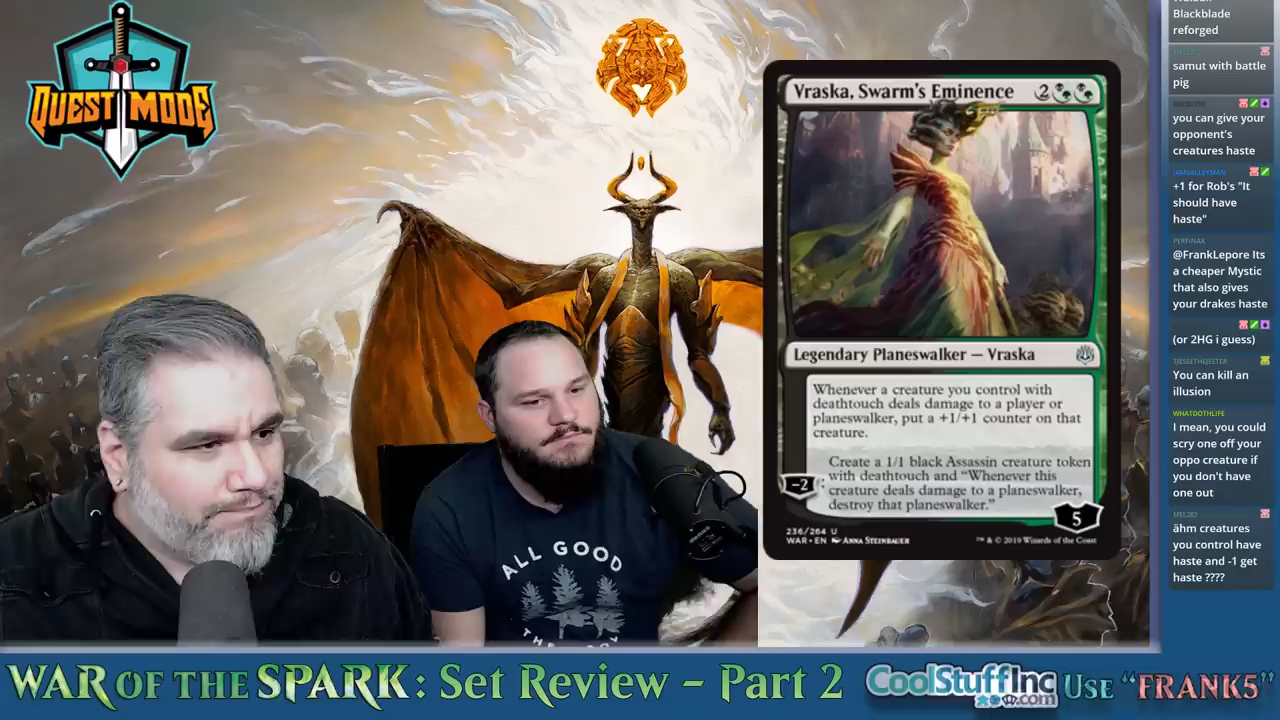 QUEST MODE
Vraska, Swarm's Eminence 2
Legendary Planeswalker — Vraska
Whenever a creature you control with
deathtouch deals damage to a player or
planeswalker, put a +1/+1 counter on that
creature.
−2: Create a 1/1 black Assassin creature token
with deathtouch and “Whenever this
creature deals damage to a planeswalker,
destroy that planeswalker.”
5
236/264 U
WAR • EN Anna Steinbauer
™ & © 2019 Wizards of the Coast
ALL GOOD
Blackblade
reforged
samut with battle
pig
you can give your
opponent's
creatures haste
IAMVALLEYMAN
+1 for Rob's "It
should have
haste"
PERFINAX
@FrankLepore Its
a cheaper Mystic
that also gives
your drakes haste
(or 2HG i guess)
TJESSETHEJESTER
You can kill an
illusion
WHATDOTHLIFE
I mean, you could
scry one off your
oppo creature if
you don't have
one out
MEL282
ähm creatures
you control have
haste and -1 get
haste ????
WAR OF THE SPARK: Set Review - Part 2
CoolStuffInc
.com
USE “FRANK5”